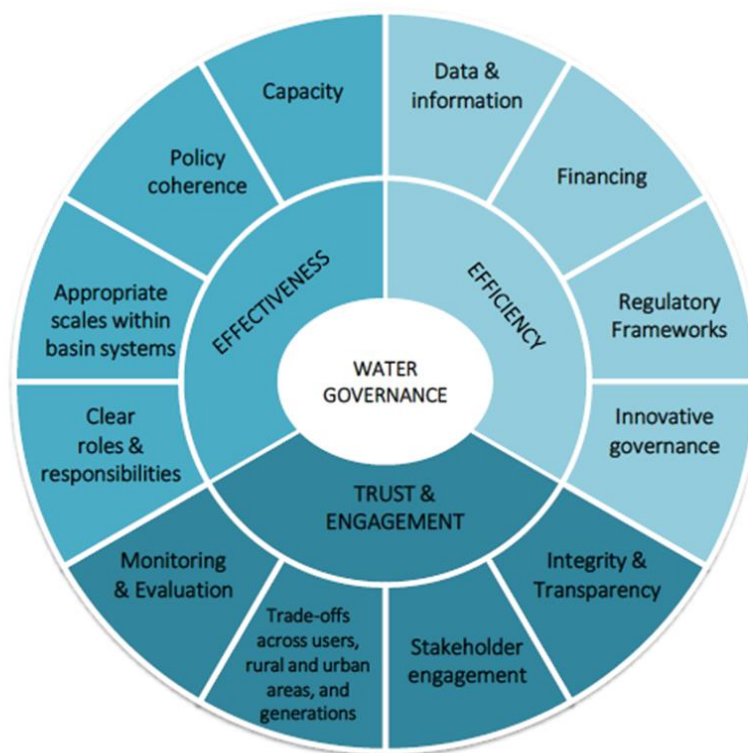 Capacity
Data &
information
Policy
coherence
Financing
Appropriate
scales within
basin systems
EFFECTIVENESS
EFFICIENCY
Regulatory
Frameworks
WATER
GOVERNANCE
Clear
roles &
responsibilities
Innovative
governance
TRUST &
ENGAGEMENT
Monitoring
& Evaluation
Integrity &
Transparency
Trade-offs
across users,
rural and urban
areas, and
generations
Stakeholder
engagement